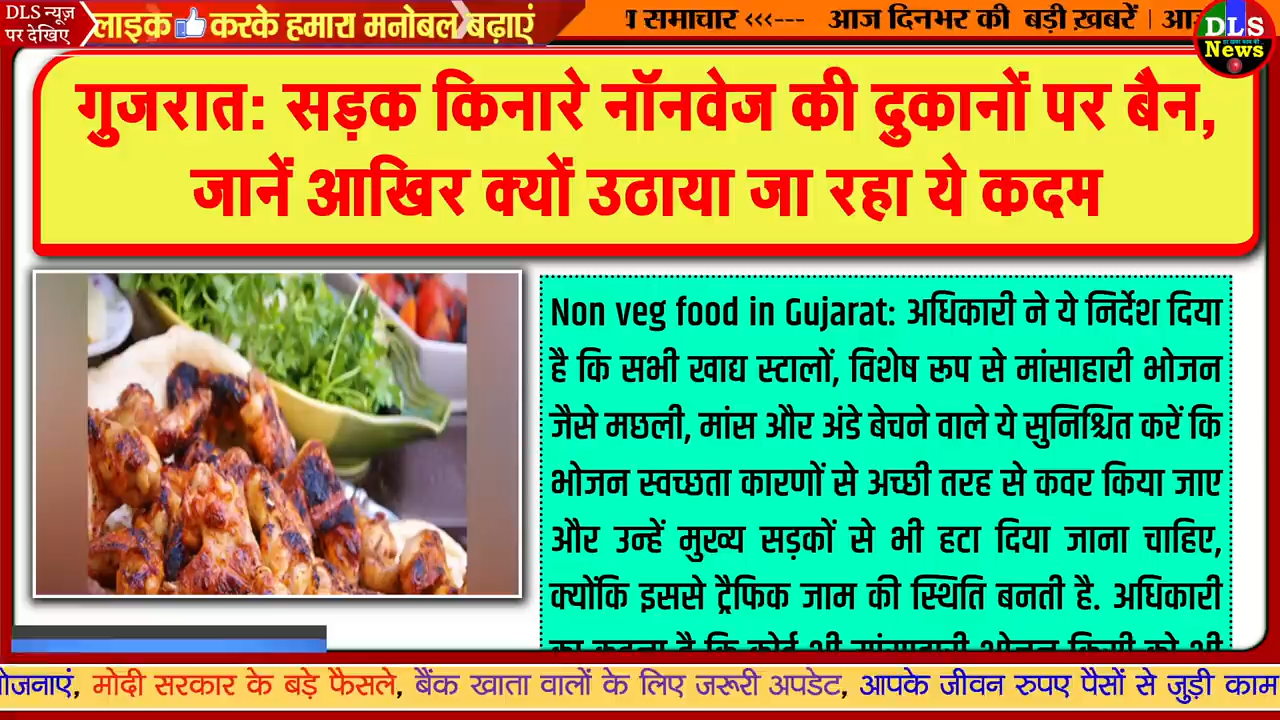 DLS न्यूज़
पर देखिए
लाइक करके हमारा मनोबल बढ़ाएं
समाचार <<<--- आज दिनभर की बड़ी ख़बरें |
DLS
News
गुजरात: सड़क किनारे नॉनवेज की दुकानों पर बैन,
जानें आखिर क्यों उठाया जा रहा ये कदम
Non veg food in Gujarat: अधिकारी ने ये निर्देश दिया
है कि सभी खाद्य स्टालों, विशेष रूप से मांसाहारी भोजन
जैसे मछली, मांस और अंडे बेचने वाले ये सुनिश्चित करें कि
भोजन स्वच्छता कारणों से अच्छी तरह से कवर किया जाए
और उन्हें मुख्य सड़कों से भी हटा दिया जाना चाहिए,
क्योंकि इससे ट्रैफिक जाम की स्थिति बनती है. अधिकारी
मोदी सरकार के बड़े फैसले, बैंक खाता वालों के लिए जरूरी अपडेट, आपके जीवन रुपए पैसों से जुड़ी काम